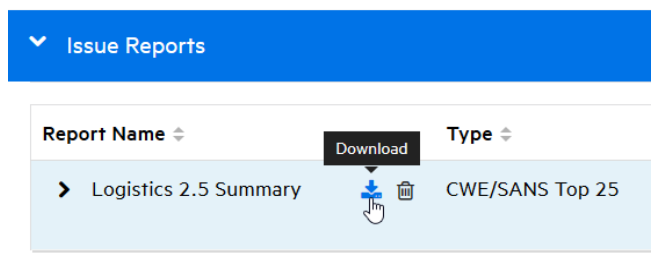 Issue Reports
Report Name Type
Download
Logistics 2.5 Summary CWE/SANS Top 25